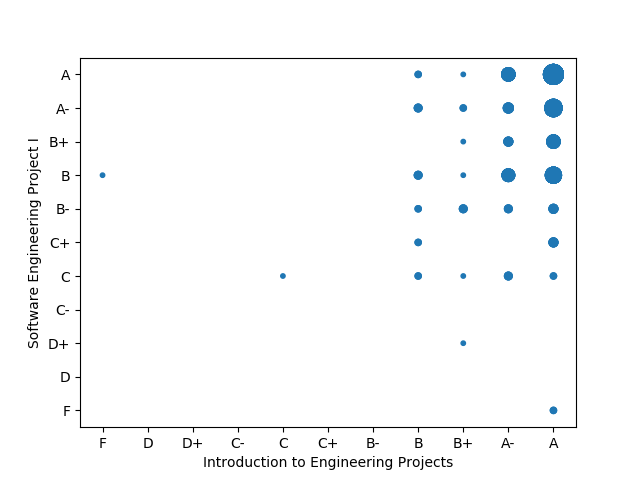 Software Engineering Project I
A
A-
B+
B
B-
C+
C
C-
D+
D
F
F D D+ C- C C+ B- B B+ A- A
Introduction to Engineering Projects